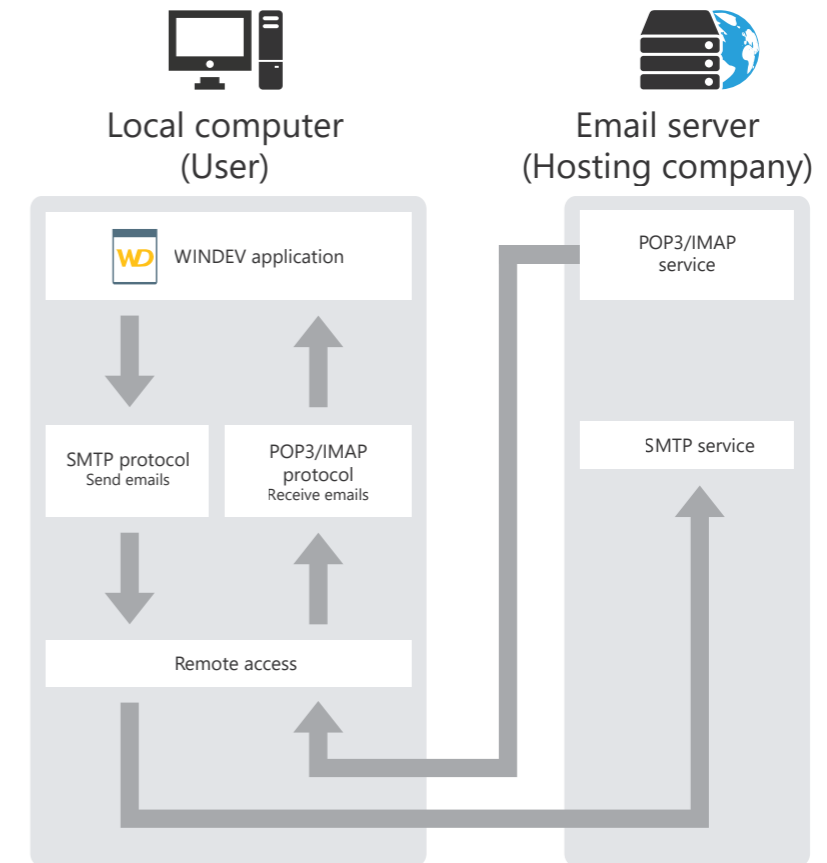 Local computer
(User)
Email server
(Hosting company)
WD
WINDEV application
SMTP protocol
Send emails
POP3/IMAP
protocol
Receive emails
Remote access
POP3/IMAP
service
SMTP service